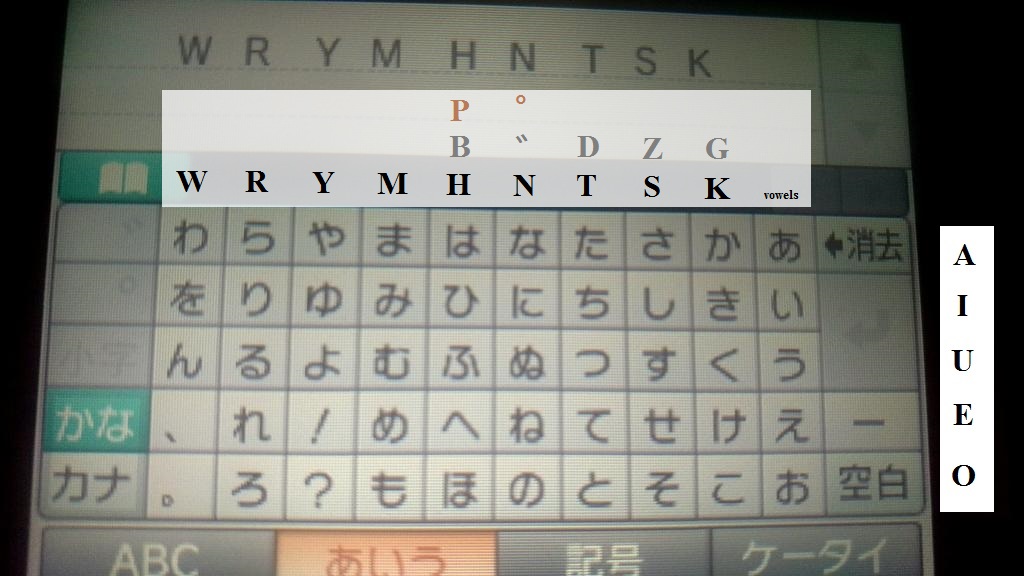 W R Y M H N T S K
P ゜
B ゛ D Z G
W R Y M H N T S K vowels
゛ わ ら や ま は な た さ か あ ←消去 A
゜ を り ゆ み ひ に ち し き い I
小字 ん る よ む ふ ぬ つ す く う U
かな 、 れ ! め へ ね て せ け え ー E
カナ 。 ろ ? も ほ の と そ こ お 空白 O
ABC あいう 記号 ケータイ